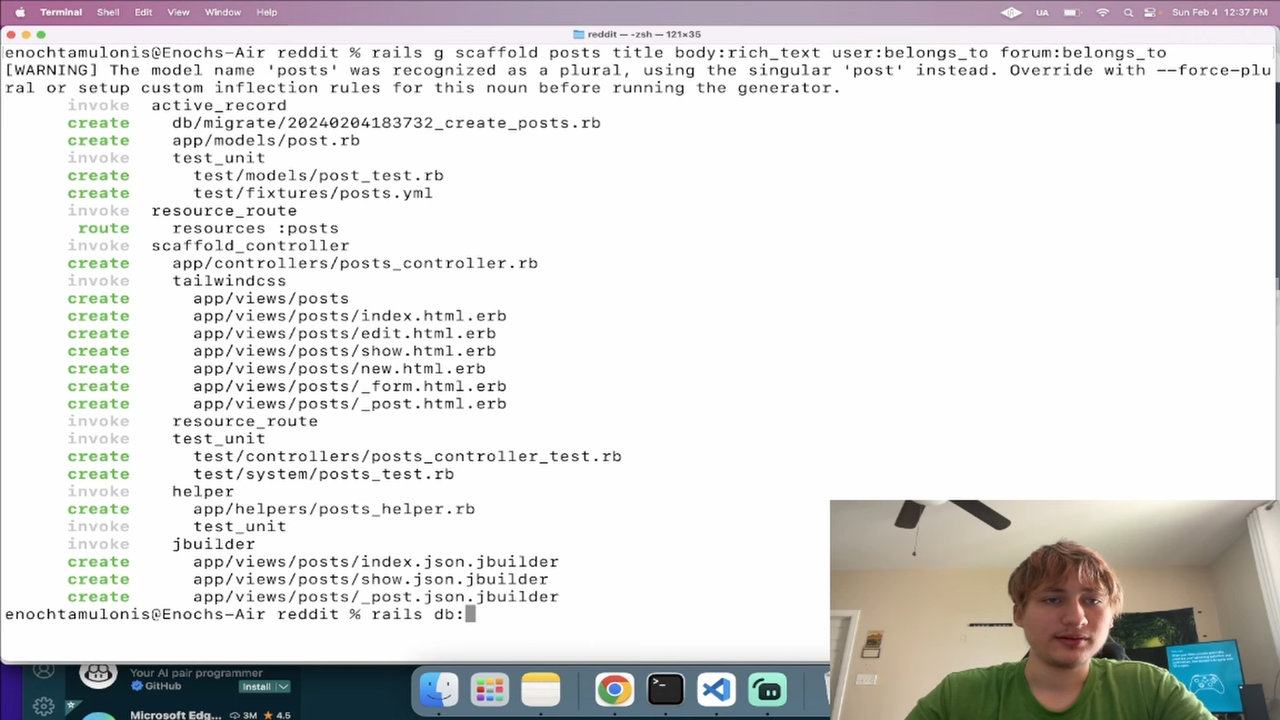 Terminal Shell Edit View Window Help UA Sun Feb 4 12:37 PM
reddit — -zsh — 121×35
enochtamulonis@Enochs-Air reddit % rails g scaffold posts title body:rich_text user:belongs_to forum:belongs_to
[WARNING] The model name 'posts' was recognized as a plural, using the singular 'post' instead. Override with --force-plu
ral or setup custom inflection rules for this noun before running the generator.
invoke active_record
create db/migrate/20240204183732_create_posts.rb
create app/models/post.rb
invoke test_unit
create test/models/post_test.rb
create test/fixtures/posts.yml
invoke resource_route
route resources :posts
invoke scaffold_controller
create app/controllers/posts_controller.rb
invoke tailwindcss
create app/views/posts
create app/views/posts/index.html.erb
create app/views/posts/edit.html.erb
create app/views/posts/show.html.erb
create app/views/posts/new.html.erb
create app/views/posts/_form.html.erb
create app/views/posts/_post.html.erb
invoke resource_route
invoke test_unit
create test/controllers/posts_controller_test.rb
create test/system/posts_test.rb
invoke helper
create app/helpers/posts_helper.rb
invoke test_unit
invoke jbuilder
create app/views/posts/index.json.jbuilder
create app/views/posts/show.json.jbuilder
create app/views/posts/_post.json.jbuilder
enochtamulonis@Enochs-Air reddit % rails db:
Your AI pair programmer
GitHub Install
Microsoft Edg... 3M 4.5